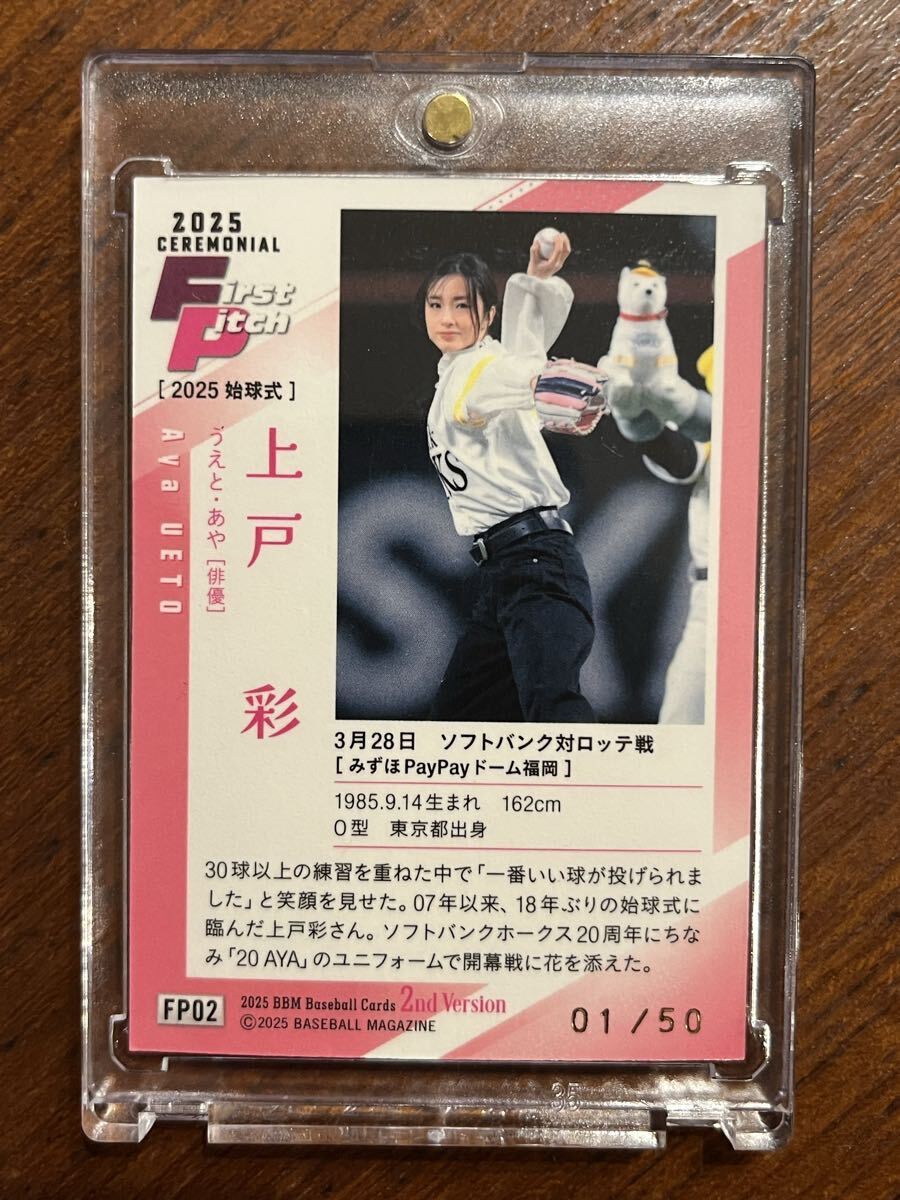 2025
CEREMONIAL
First
Pitch
[ 2025 始球式 ]
上戸 彩
うえと・あや [俳優]
Aya UETO
KS
3月28日 ソフトバンク対ロッテ戦
[ みずほPayPayドーム福岡 ]
1985.9.14生まれ 162cm
O型 東京都出身
30球以上の練習を重ねた中で「一番いい球が投げられま
した」と笑顔を見せた。07年以来、18年ぶりの始球式に
臨んだ上戸彩さん。ソフトバンクホークス20周年にちな
み「20 AYA」のユニフォームで開幕戦に花を添えた。
FP02
2025 BBM Baseball Cards 2nd Version
©2025 BASEBALL MAGAZINE
01/50
35